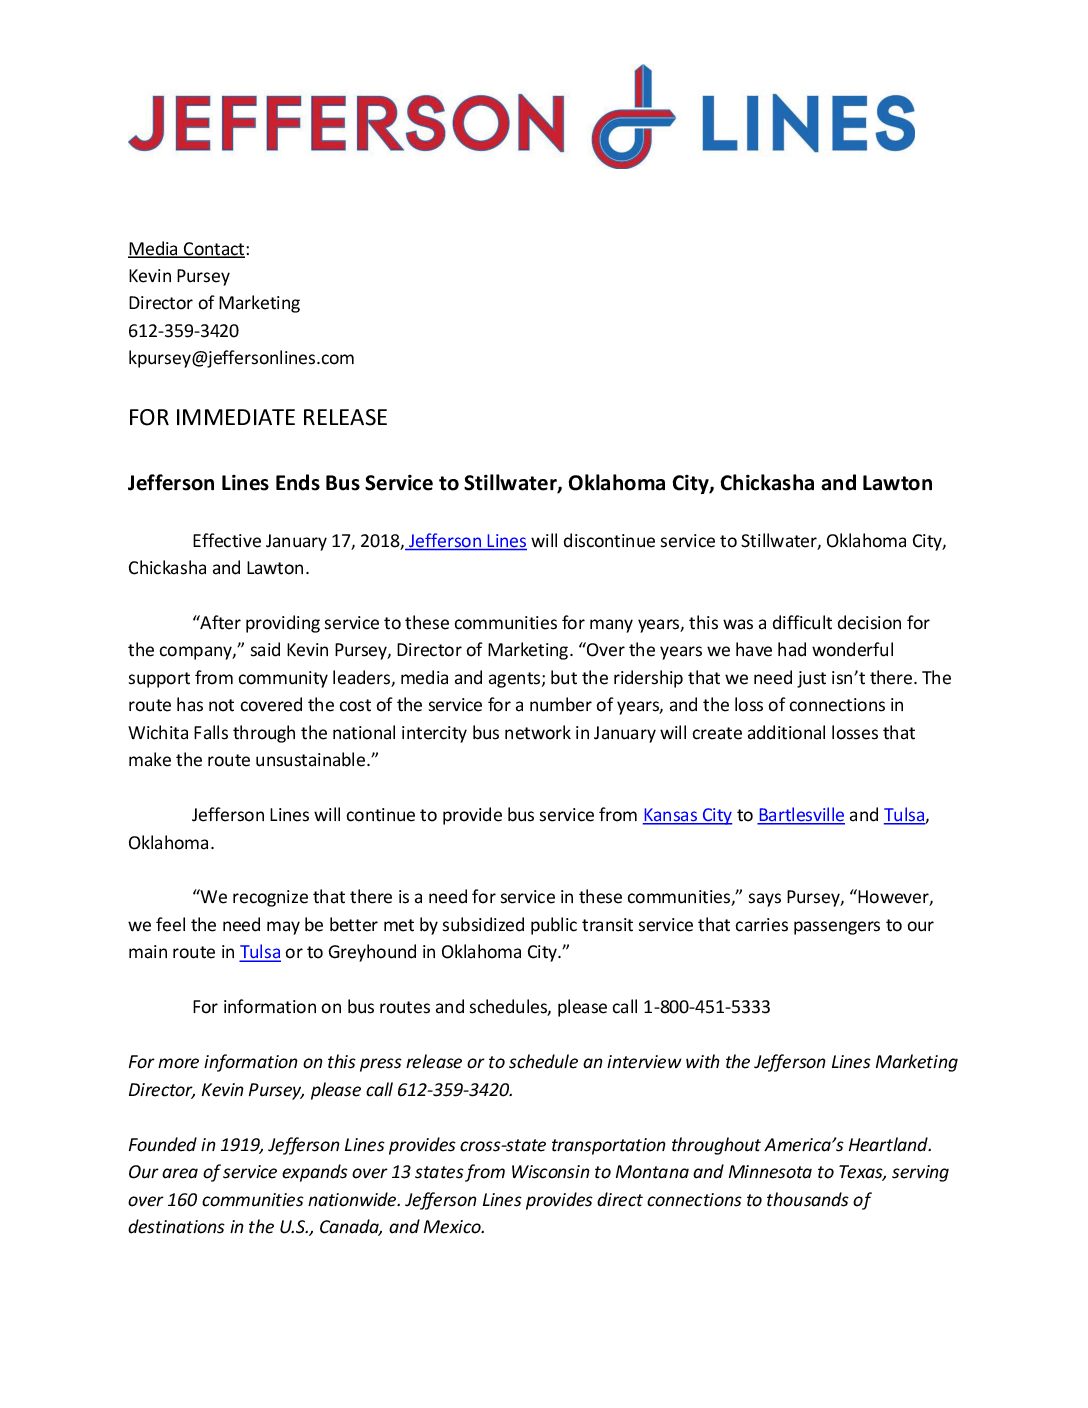 JEFFERSON LINES
Media Contact:
Kevin Pursey
Director of Marketing
612-359-3420
kpursey@jeffersonlines.com
FOR IMMEDIATE RELEASE
Jefferson Lines Ends Bus Service to Stillwater, Oklahoma City, Chickasha and Lawton
Effective January 17, 2018, Jefferson Lines will discontinue service to Stillwater, Oklahoma City,
Chickasha and Lawton.
“After providing service to these communities for many years, this was a difficult decision for
the company,” said Kevin Pursey, Director of Marketing. “Over the years we have had wonderful
support from community leaders, media and agents; but the ridership that we need just isn’t there. The
route has not covered the cost of the service for a number of years, and the loss of connections in
Wichita Falls through the national intercity bus network in January will create additional losses that
make the route unsustainable.”
Jefferson Lines will continue to provide bus service from Kansas City to Bartlesville and Tulsa,
Oklahoma.
“We recognize that there is a need for service in these communities,” says Pursey, “However,
we feel the need may be better met by subsidized public transit service that carries passengers to our
main route in Tulsa or to Greyhound in Oklahoma City.”
For information on bus routes and schedules, please call 1-800-451-5333
For more information on this press release or to schedule an interview with the Jefferson Lines Marketing
Director, Kevin Pursey, please call 612-359-3420.
Founded in 1919, Jefferson Lines provides cross-state transportation throughout America’s Heartland.
Our area of service expands over 13 states from Wisconsin to Montana and Minnesota to Texas, serving
over 160 communities nationwide. Jefferson Lines provides direct connections to thousands of
destinations in the U.S., Canada, and Mexico.